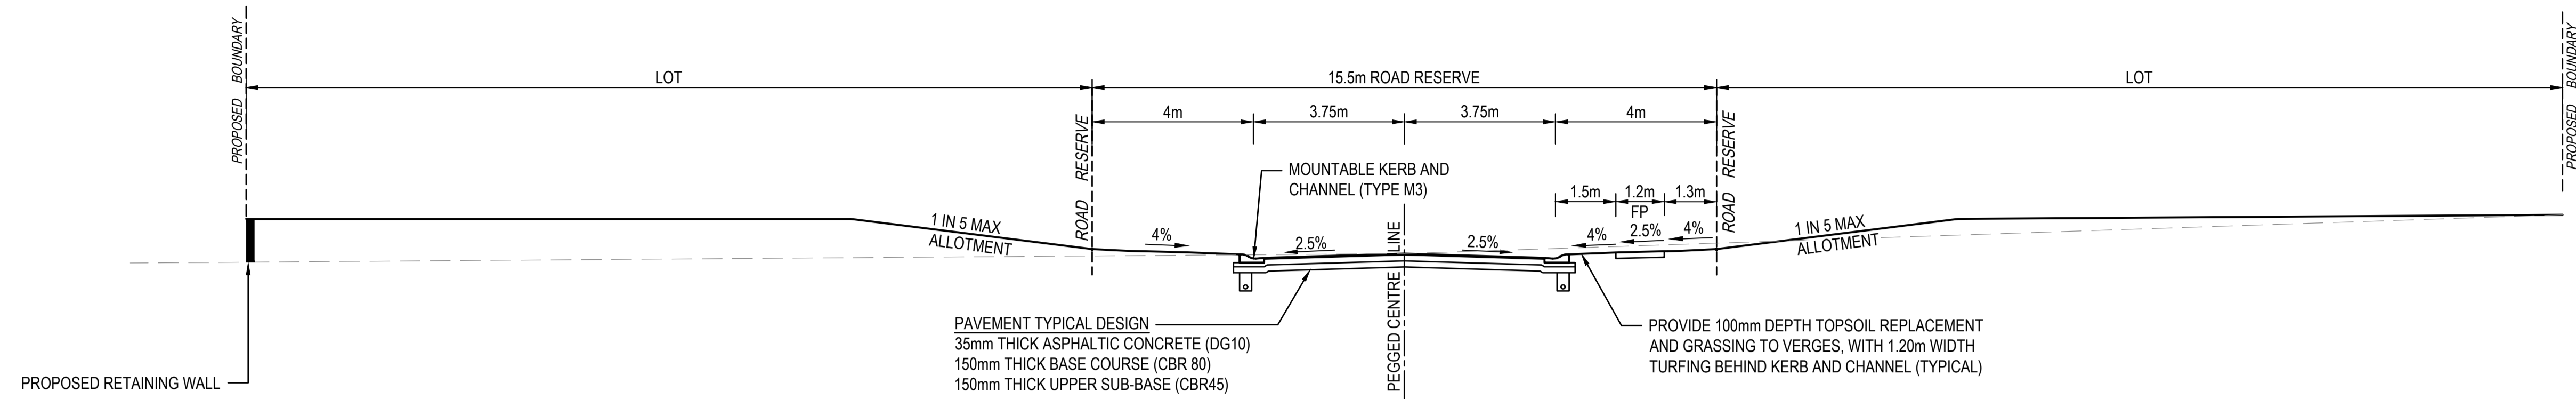 PROPOSED BOUNDARY
LOT
15.5m ROAD RESERVE
LOT
PROPOSED BOUNDARY
4m
3.75m
3.75m
4m
ROAD RESERVE
ROAD RESERVE
MOUNTABLE KERB AND
CHANNEL (TYPE M3)
1.5m
1.2m
1.3m
FP
1 IN 5 MAX
ALLOTMENT
4%
2.5%
2.5%
4%
2.5%
4%
1 IN 5 MAX
ALLOTMENT
PEGGED CENTRE LINE
PAVEMENT TYPICAL DESIGN
35mm THICK ASPHALTIC CONCRETE (DG10)
150mm THICK BASE COURSE (CBR 80)
150mm THICK UPPER SUB-BASE (CBR45)
PROVIDE 100mm DEPTH TOPSOIL REPLACEMENT
AND GRASSING TO VERGES, WITH 1.20m WIDTH
TURFING BEHIND KERB AND CHANNEL (TYPICAL)
PROPOSED RETAINING WALL